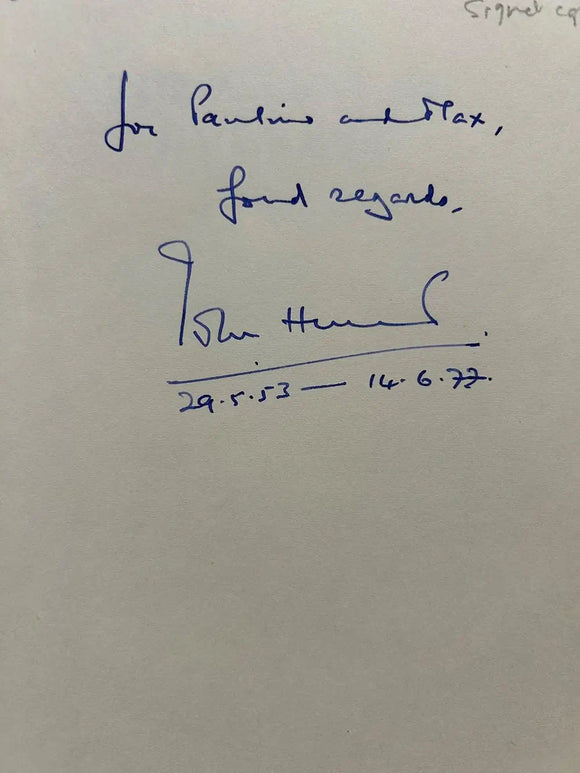 Signed
for Pauline and Max,
fond regards,
John Hunt.
29.5.53 — 14.6.77.